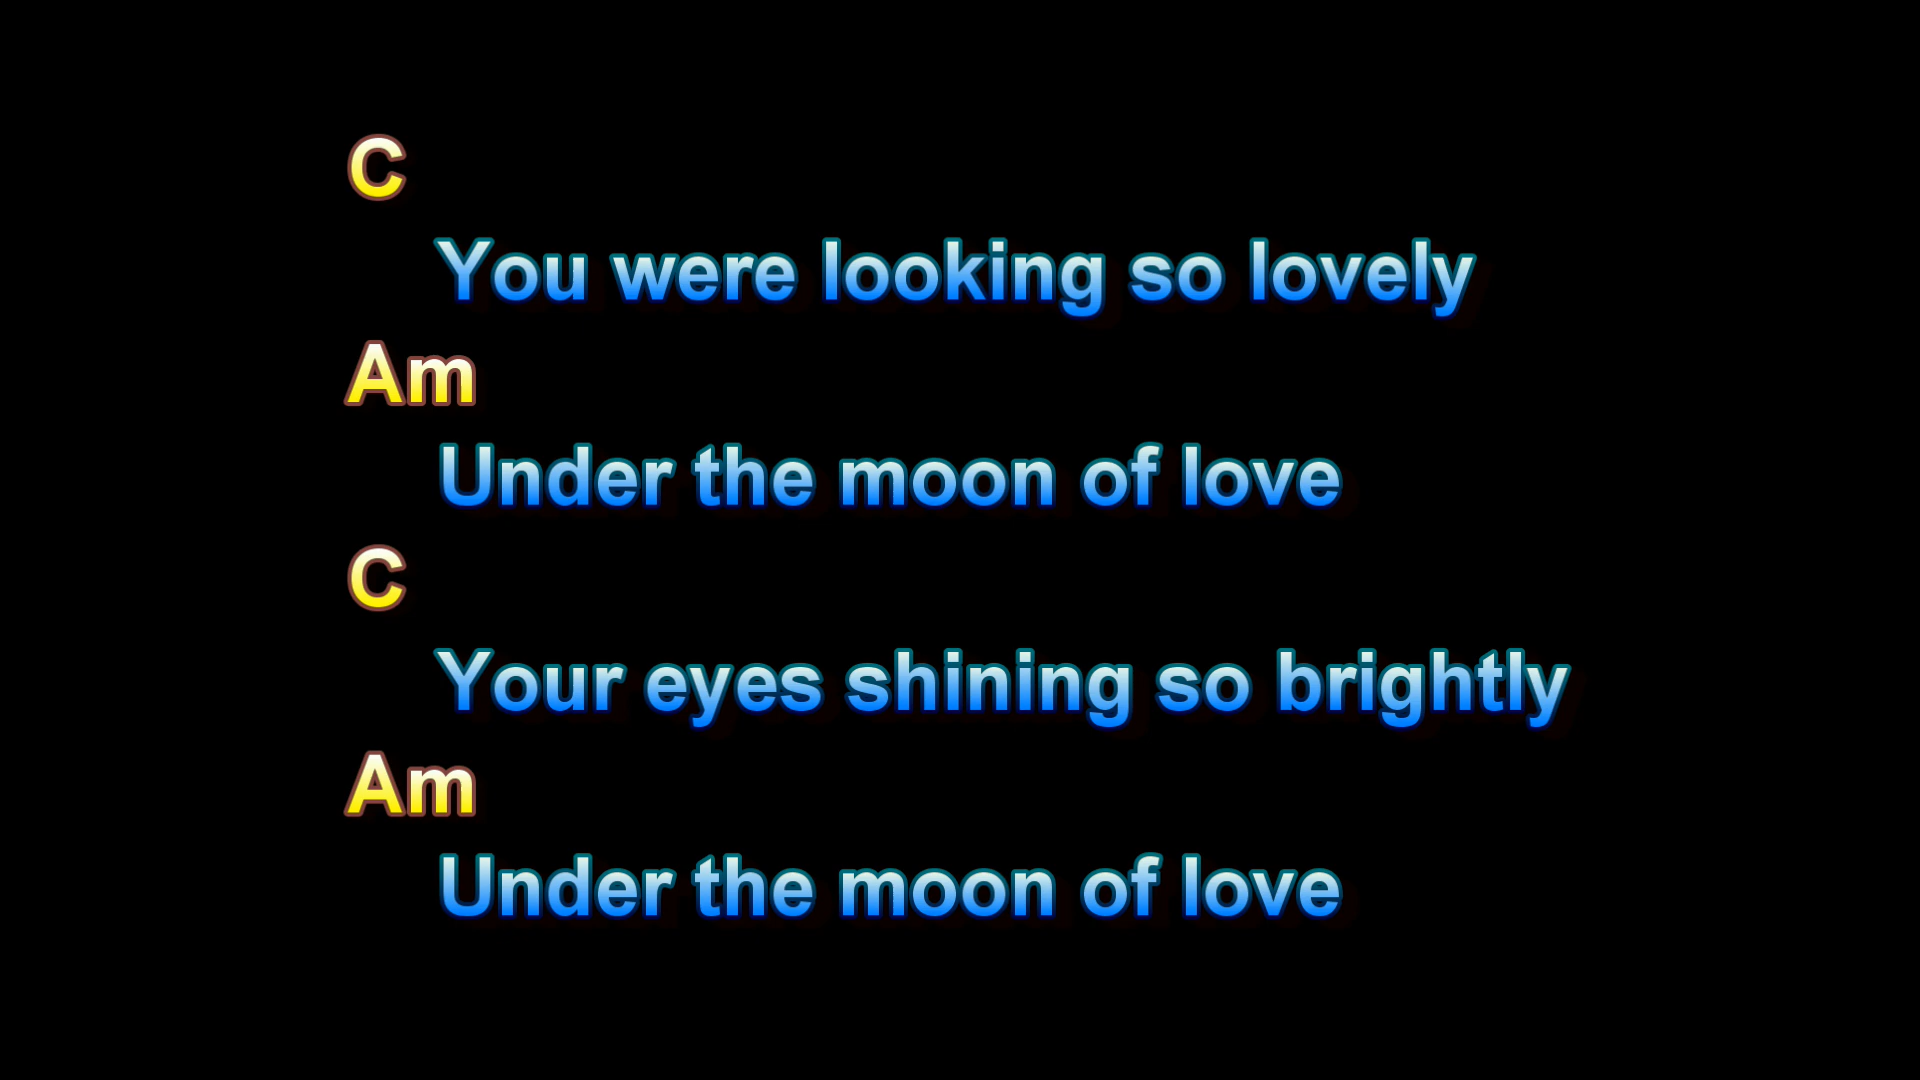 C
You were looking so lovely
Am
Under the moon of love
C
Your eyes shining so brightly
Am
Under the moon of love